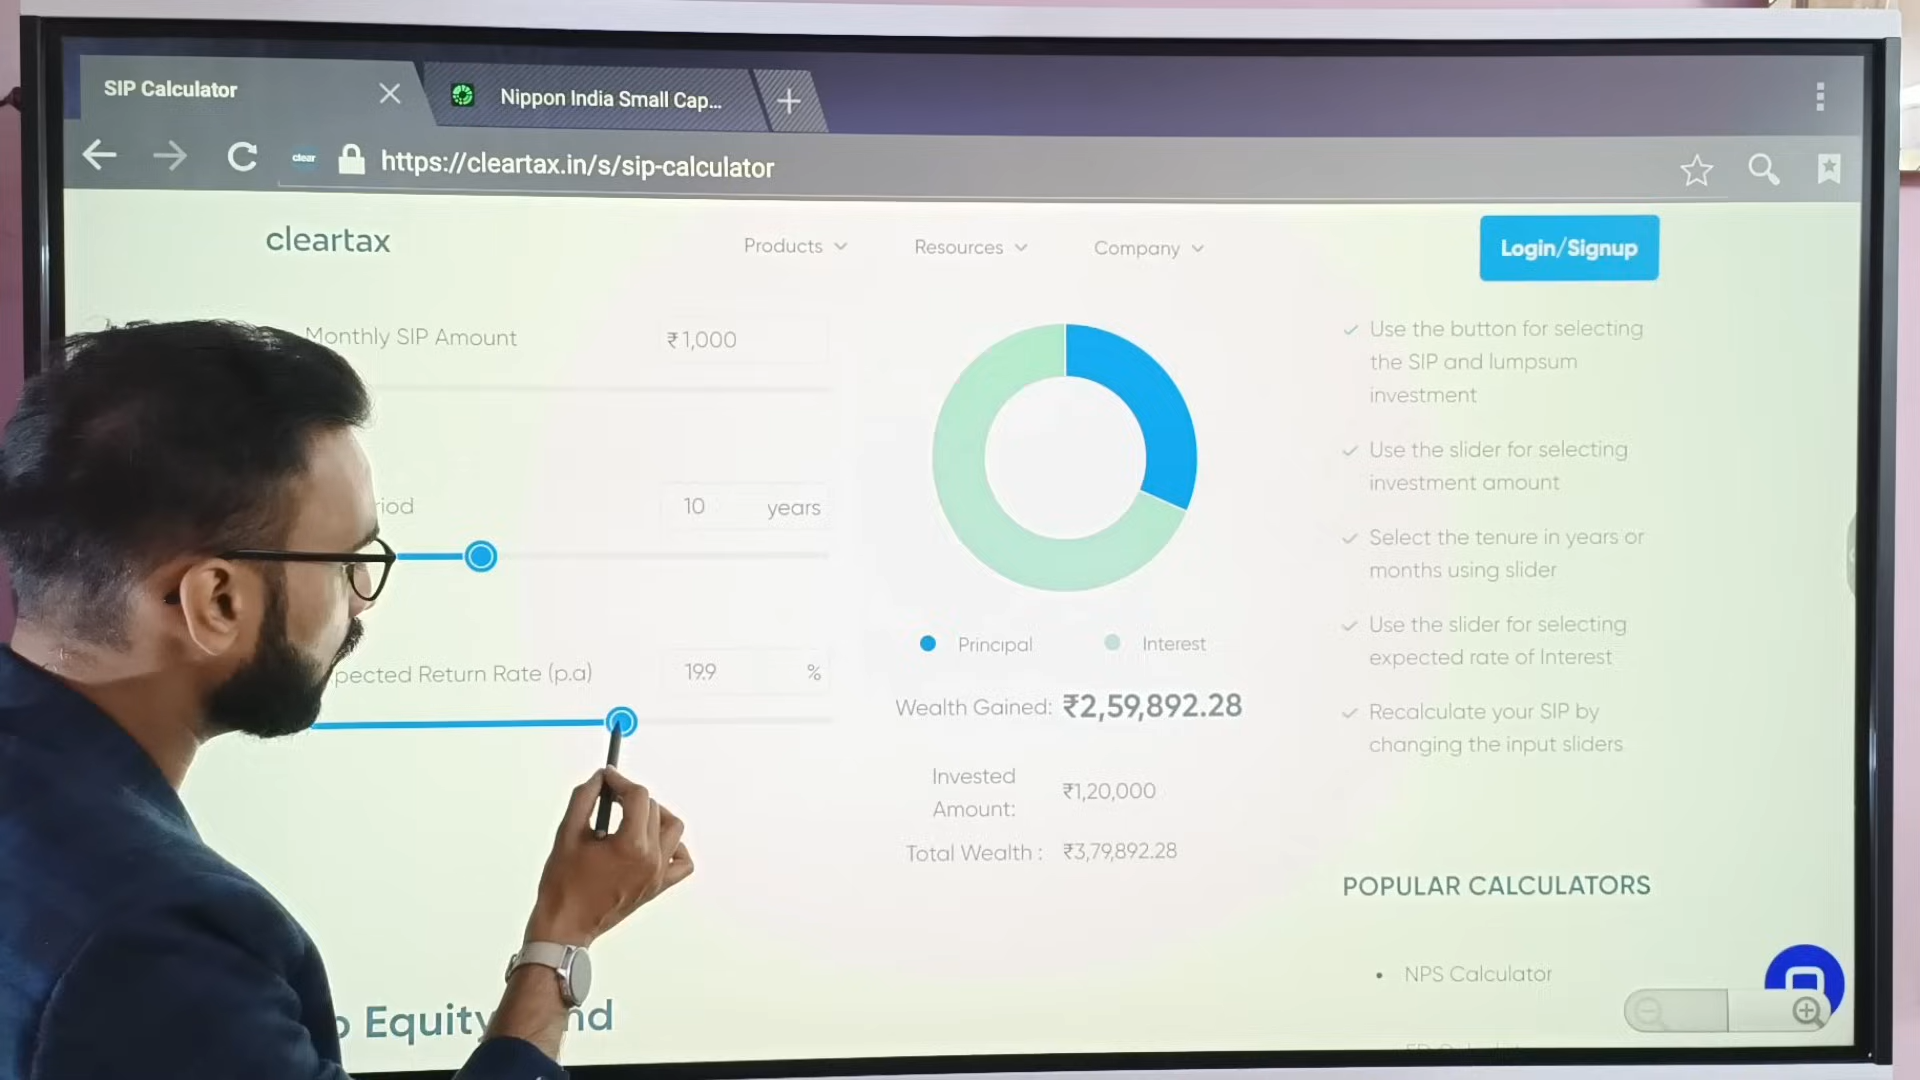 SIP Calculator
Nippon India Small Cap...
clear
https://cleartax.in/s/sip-calculator
cleartax
Products
Resources
Company
Login/Signup
Monthly SIP Amount
₹1,000
10
years
pected Return Rate (p.a)
19.9
%
Principal
Interest
Wealth Gained: ₹2,59,892.28
Invested
Amount:
₹1,20,000
Total Wealth : ₹3,79,892.28
Use the button for selecting
the SIP and lumpsum
investment
Use the slider for selecting
investment amount
Select the tenure in years or
months using slider
Use the slider for selecting
expected rate of Interest
Recalculate your SIP by
changing the input sliders
POPULAR CALCULATORS
• NPS Calculator
Equity